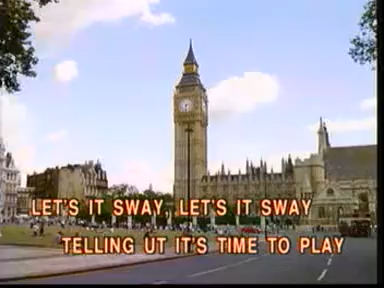 LET'S IT SWAY, LET'S IT SWAY
TELLING UT IT'S TIME TO PLAY